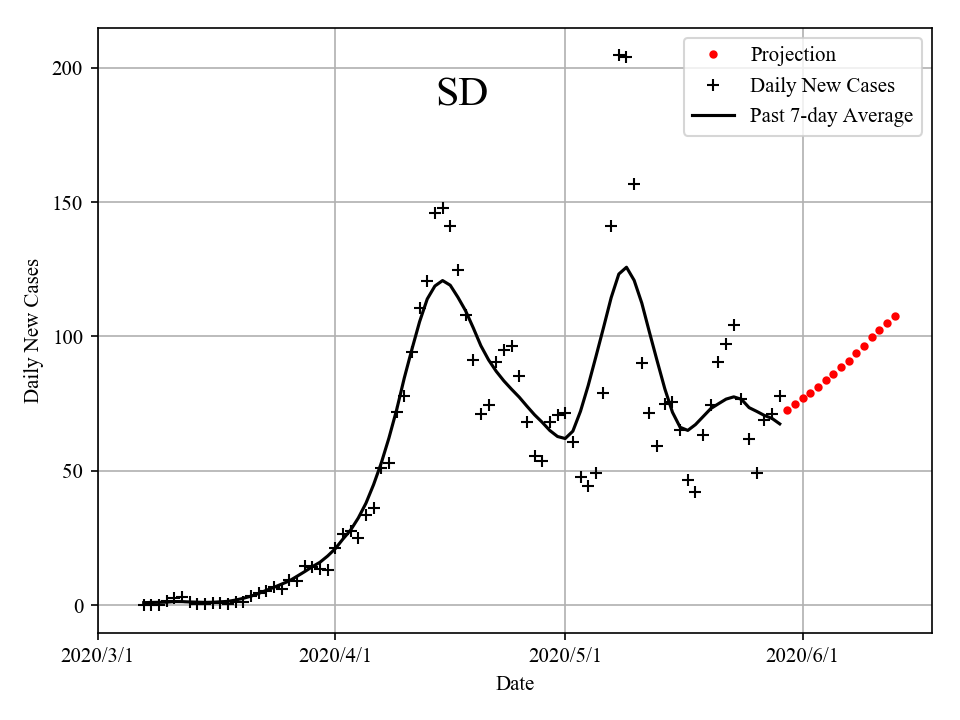 SD
Projection
Daily New Cases
Past 7-day Average
200
150
100
50
0
Daily New Cases
2020/3/1 2020/4/1 2020/5/1 2020/6/1
Date